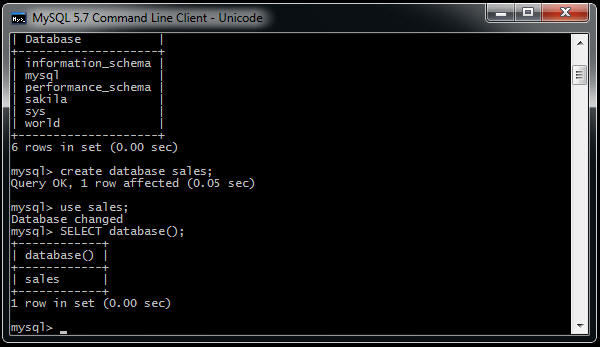 MySQL 5.7 Command Line Client - Unicode
| Database           |
+--------------------+
| information_schema |
| mysql              |
| performance_schema |
| sakila             |
| sys                |
| world              |
+--------------------+
6 rows in set (0.00 sec)
mysql> create database sales;
Query OK, 1 row affected (0.05 sec)
mysql> use sales;
Database changed
mysql> SELECT database();
+------------+
| database() |
+------------+
| sales      |
+------------+
1 row in set (0.00 sec)
mysql> _